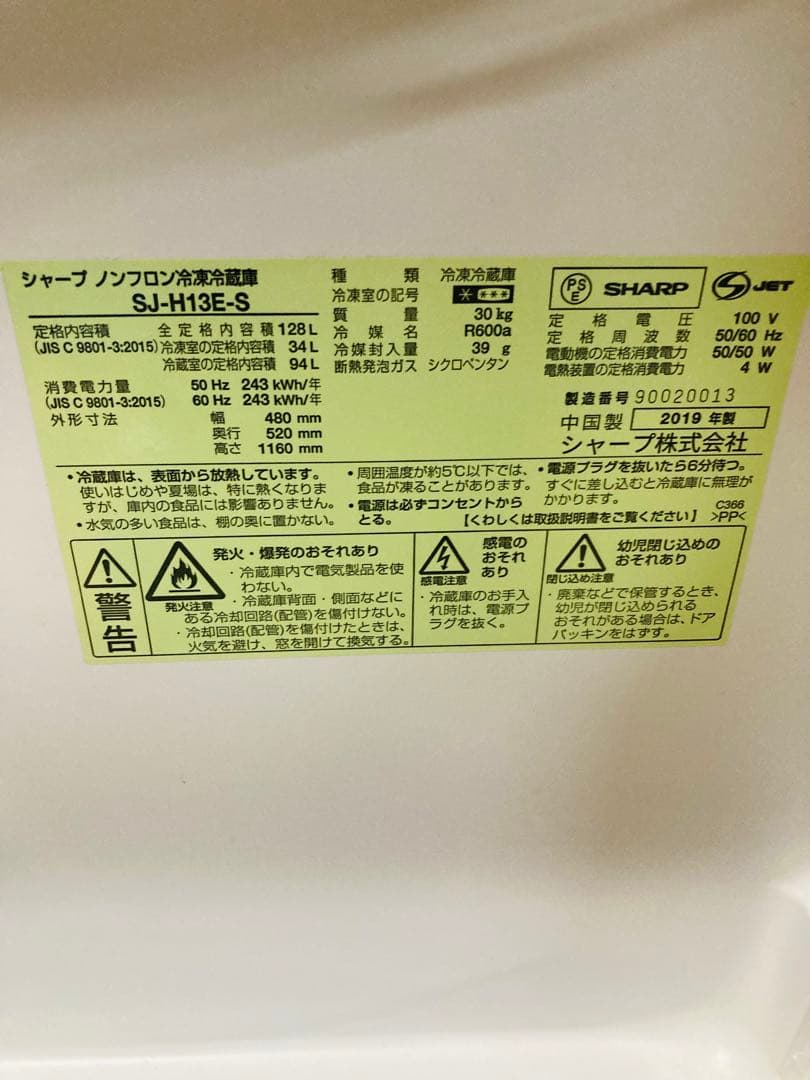 シャープ ノンフロン冷凍冷蔵庫
SJ-H13E-S
定格内容積 全定格内容積 128 L
(JIS C 9801-3:2015) 冷凍室の定格内容積 34 L
冷蔵室の定格内容積 94 L
消費電力量 50 Hz 243 kWh/年
(JIS C 9801-3:2015) 60 Hz 243 kWh/年
外形寸法 幅 480 mm
奥行 520 mm
高さ 1160 mm
種類 冷凍冷蔵庫
冷凍室の記号 * ***
質量 30 kg
冷媒名 R600a
冷媒封入量 39 g
断熱発泡ガス シクロペンタン
PSE SHARP S JET
定格電圧 100 V
定格周波数 50/60 Hz
電動機の定格消費電力 50/50 W
電熱装置の定格消費電力 4 W
製造番号 90020013
中国製 2019 年製
シャープ株式会社
・冷蔵庫は、表面から放熱しています。
使いはじめや夏場は、特に熱くなりま
すが、庫内の食品には影響ありません。
・水気の多い食品は、棚の奥に置かない。
・周囲温度が約5℃以下では、
食品が凍ることがあります。
・電源は必ずコンセントから
とる。
・電源プラグを抜いたら6分待つ。
すぐに差し込むと冷蔵庫に無理が
かかります。
【くわしくは取扱説明書をご覧ください】
C366
>PP<
警告
発火注意
発火・爆発のおそれあり
・冷蔵庫内で電気製品を使
わない。
・冷蔵庫背面・側面などに
ある冷却回路(配管)を傷付けない。
・冷却回路(配管)を傷付けたときは、
火気を避け、窓を開けて換気する。
感電注意
感電の
おそれ
あり
・冷蔵庫のお手入
れ時は、電源プ
ラグを抜く。
閉じ込め注意
幼児閉じ込めの
おそれあり
・廃棄などで保管するとき、
幼児が閉じ込められる
おそれがある場合は、ドア
パッキンをはずす。